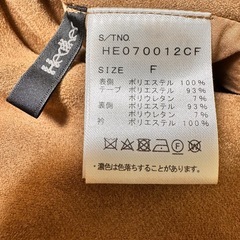 S/TNO.
HE070012CF
SIZE F
表側 ポリエステル 100%
テープ ポリエステル 93%
ポリウレタン 7%
裏側 ポリエステル 93%
ポリウレタン 7%
衿 ポリエステル 100%
・濃色は色落ちすることがあります。